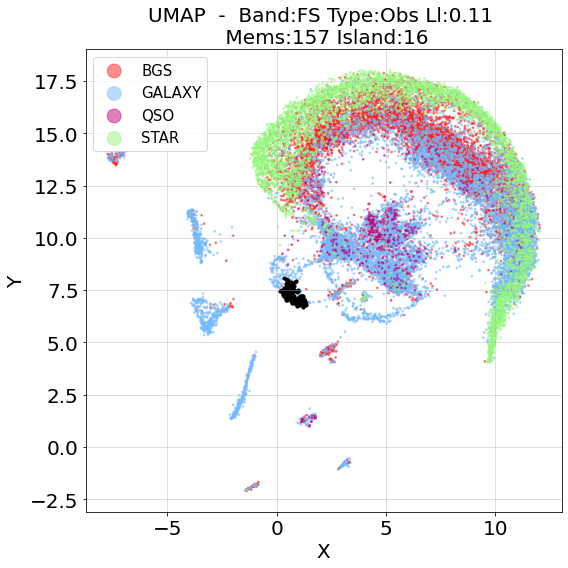 UMAP  -  Band:FS Type:Obs Ll:0.11
Mems:157 Island:16
BGS
GALAXY
QSO
STAR
17.5
15.0
12.5
10.0
7.5
5.0
2.5
0.0
−2.5
Y
−5
0
5
10
X